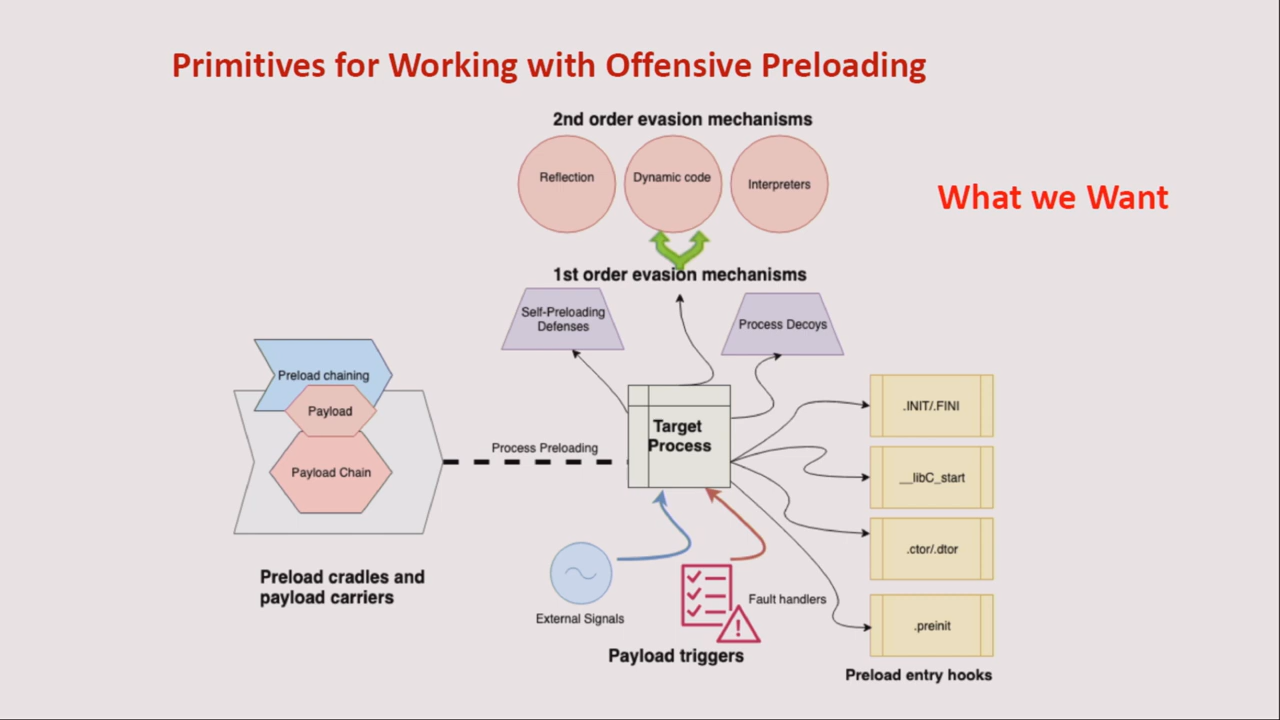 Primitives for Working with Offensive Preloading
2nd order evasion mechanisms
Reflection
Dynamic code
Interpreters
What we Want
1st order evasion mechanisms
Self-Preloading
Defenses
Process Decoys
Preload chaining
Payload
Payload Chain
Process Preloading
Target
Process
.INIT/.FINI
__libC_start
.ctor/.dtor
.preinit
Preload cradles and
payload carriers
External Signals
Fault handlers
Payload triggers
Preload entry hooks